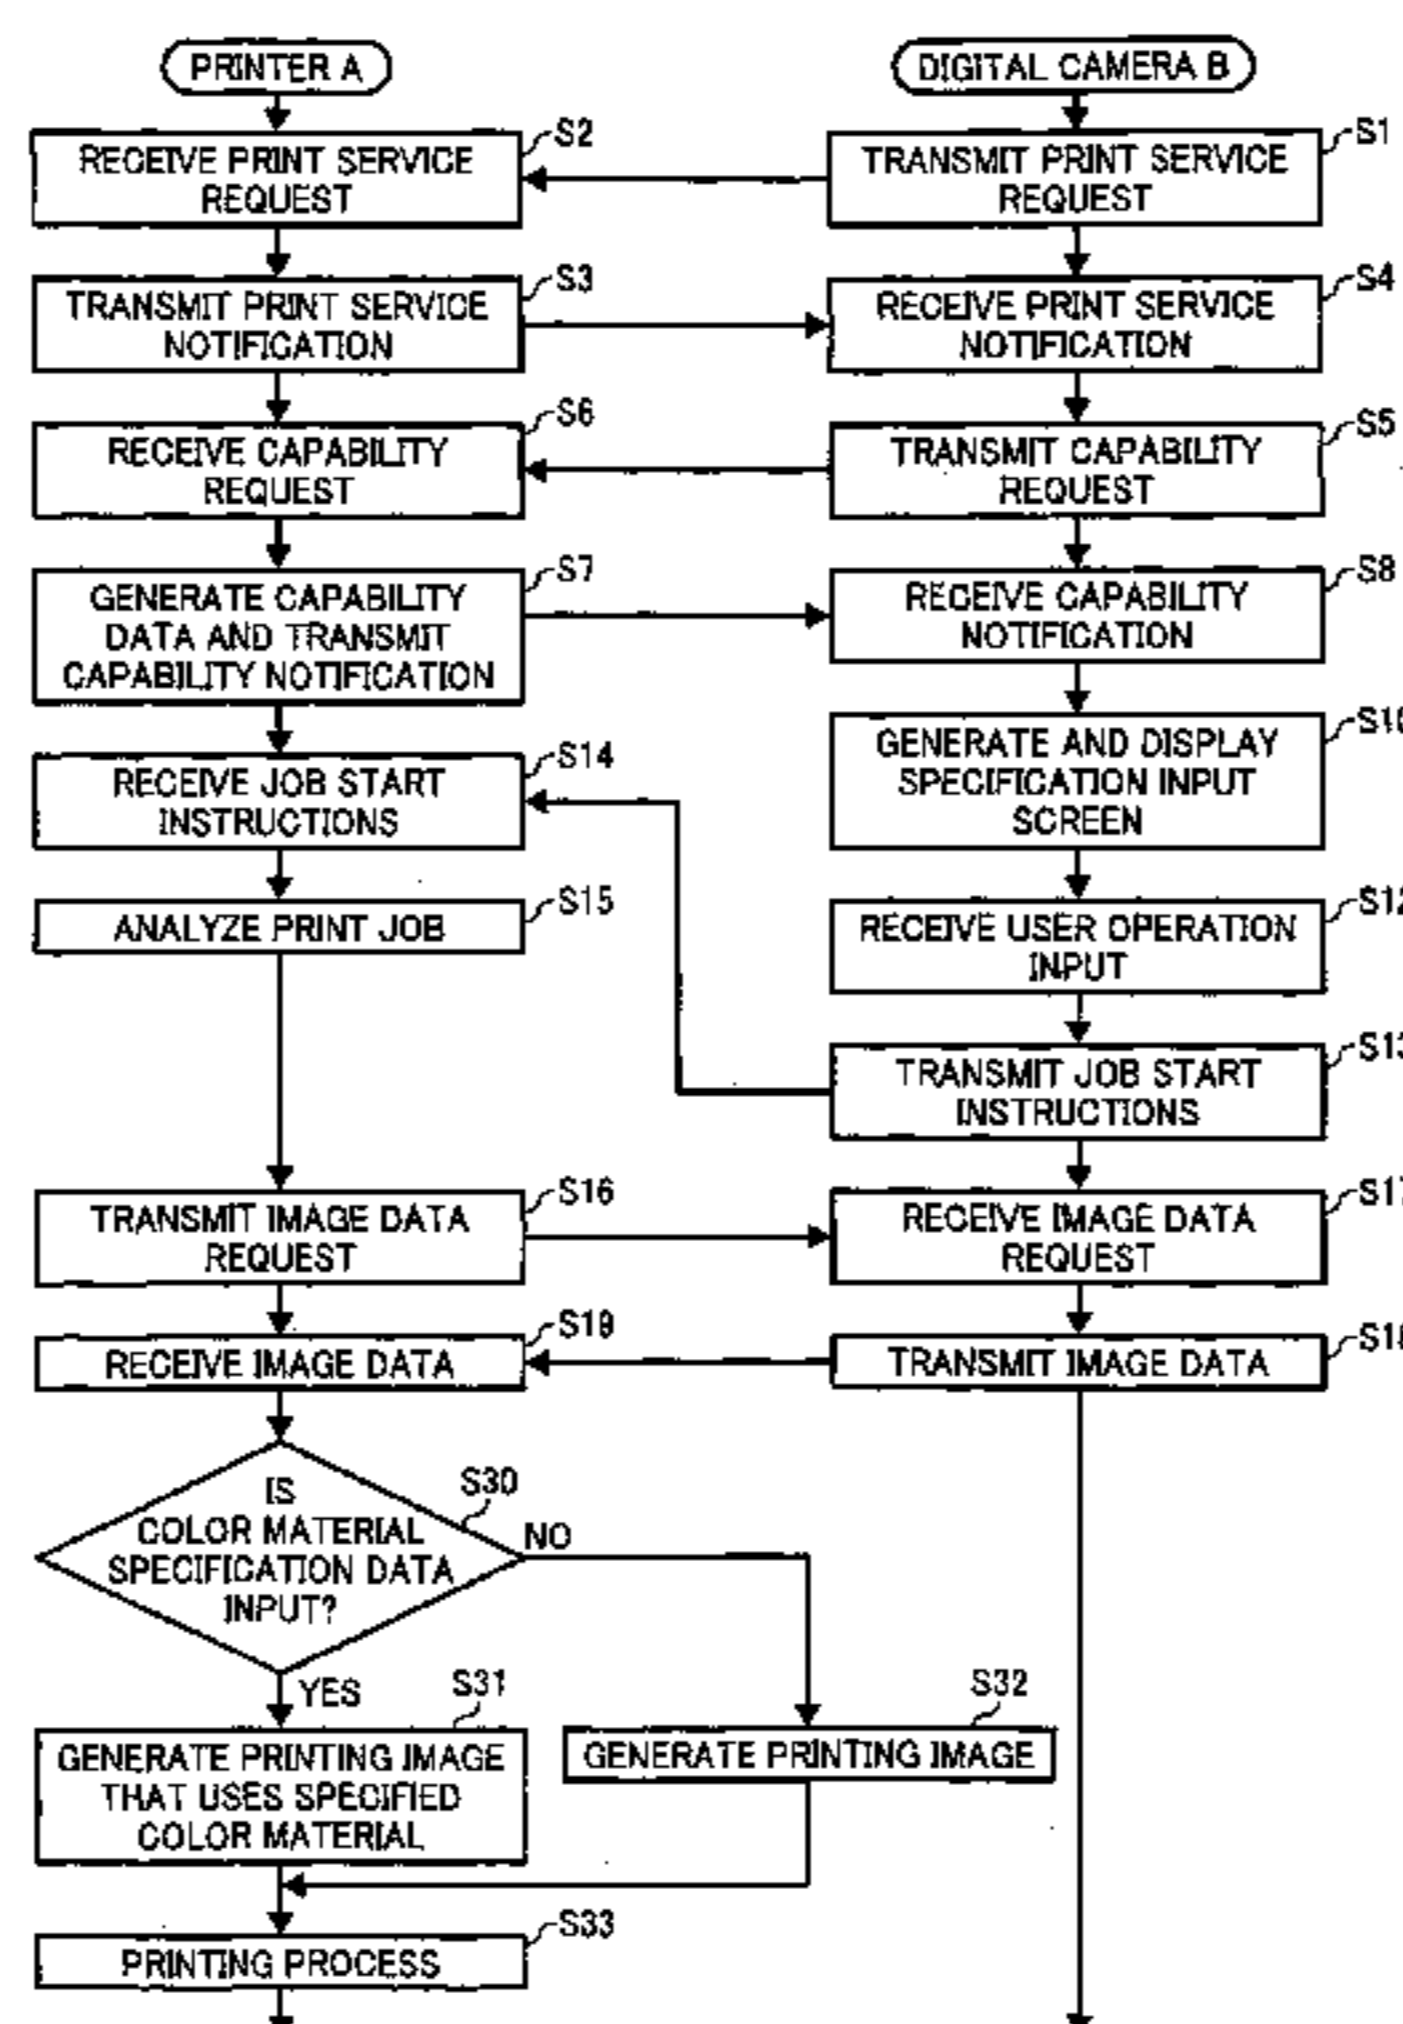 PRINTER A
DIGITAL CAMERA B
S2
RECEIVE PRINT SERVICE
REQUEST
S1
TRANSMIT PRINT SERVICE
REQUEST
S3
TRANSMIT PRINT SERVICE
NOTIFICATION
S4
RECEIVE PRINT SERVICE
NOTIFICATION
S6
RECEIVE CAPABILITY
REQUEST
S5
TRANSMIT CAPABILITY
REQUEST
S7
GENERATE CAPABILITY
DATA AND TRANSMIT
CAPABILITY NOTIFICATION
S8
RECEIVE CAPABILITY
NOTIFICATION
S10
GENERATE AND DISPLAY
SPECIFICATION INPUT
SCREEN
S14
RECEIVE JOB START
INSTRUCTIONS
S15
ANALYZE PRINT JOB
S12
RECEIVE USER OPERATION
INPUT
S13
TRANSMIT JOB START
INSTRUCTIONS
S16
TRANSMIT IMAGE DATA
REQUEST
S17
RECEIVE IMAGE DATA
REQUEST
S19
RECEIVE IMAGE DATA
S18
TRANSMIT IMAGE DATA
S30
IS
COLOR MATERIAL
SPECIFICATION DATA
INPUT?
NO
YES
S31
GENERATE PRINTING IMAGE
THAT USES SPECIFIED
COLOR MATERIAL
S32
GENERATE PRINTING IMAGE
S33
PRINTING PROCESS